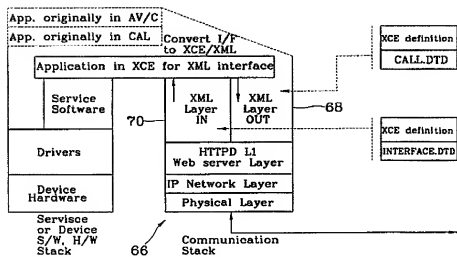 App. originally in AV/C
App. originally in CAL
Convert I/F
to XCE/XML
Application in XCE for XML interface
XCE definition
CALL.DTD
Service
Software
70
XML
Layer
IN
XML
Layer
OUT
68
XCE definition
INTERFACE.DTD
Drivers
HTTPD L1
Web server Layer
Device
Hardware
IP Network Layer
Physical Layer
Servisce or Device
S/W, H/W
Stack
66
Communication
Stack